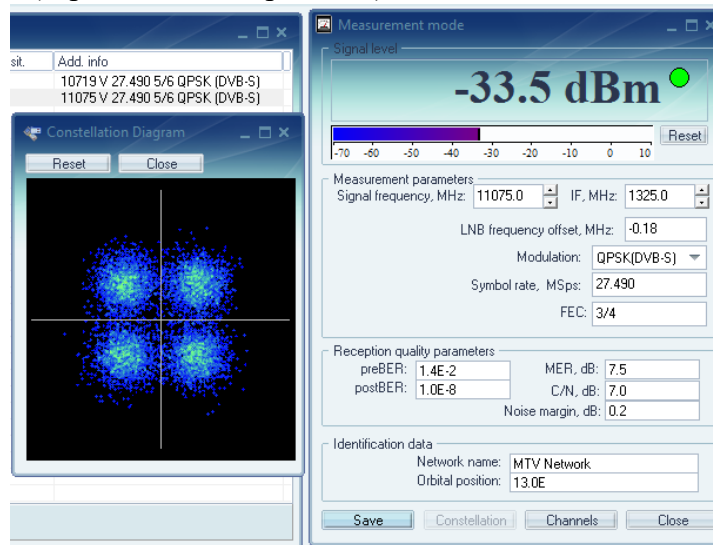 sit.
Add. info
10719 V 27.490 5/6 QPSK (DVB-S)
11075 V 27.490 5/6 QPSK (DVB-S)
Constellation Diagram
Reset
Close
Measurement mode
Signal level
-33.5 dBm
Reset
-70 -60 -50 -40 -30 -20 -10 0 10
Measurement parameters
Signal frequency, MHz: 11075.0 IF, MHz: 1325.0
LNB frequency offset, MHz: -0.18
Modulation: QPSK(DVB-S)
Symbol rate, MSps: 27.490
FEC: 3/4
Reception quality parameters
preBER: 1.4E-2 MER, dB: 7.5
postBER: 1.0E-8 C/N, dB: 7.0
Noise margin, dB: 0.2
Identification data
Network name: MTV Network
Orbital position: 13.0E
Save Constellation Channels Close